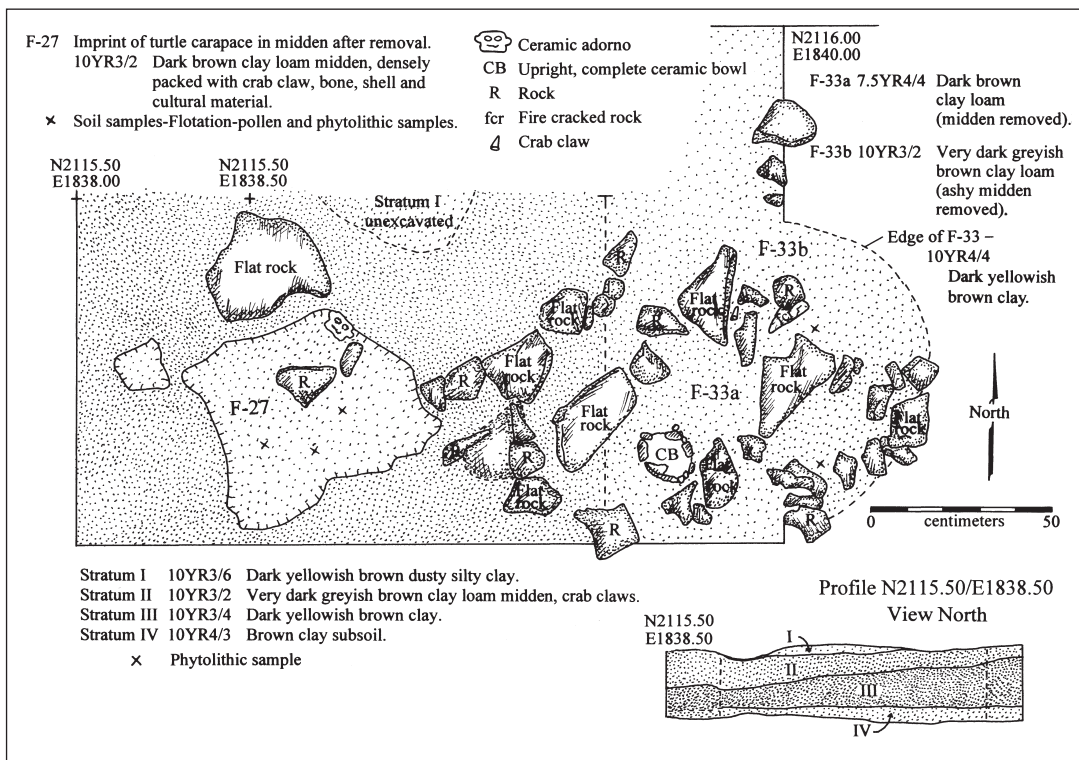 F-27 Imprint of turtle carapace in midden after removal.
10YR3/2 Dark brown clay loam midden, densely
packed with crab claw, bone, shell and
cultural material.
× Soil samples-Flotation-pollen and phytolithic samples.
Ceramic adorno
CB Upright, complete ceramic bowl
R Rock
fcr Fire cracked rock
Crab claw
N2116.00
E1840.00
F-33a 7.5YR4/4 Dark brown
clay loam
(midden removed).
F-33b 10YR3/2 Very dark greyish
brown clay loam
(ashy midden
removed).
Edge of F-33 –
10YR4/4
Dark yellowish
brown clay.
N2115.50
E1838.00
N2115.50
E1838.50
Stratum I
unexcavated
Flat rock
F-27
R
R
Flat
rock
Flat
rock
R
R
Flat
rock
Flat
rock
R
R
Flat
rock
F-33b
R
F-33a
Flat
rock
CB
Flat
rock
Flat
rock
R
North
0 50
centimeters
Stratum I 10YR3/6 Dark yellowish brown dusty silty clay.
Stratum II 10YR3/2 Very dark greyish brown clay loam midden, crab claws.
Stratum III 10YR3/4 Dark yellowish brown clay.
Stratum IV 10YR4/3 Brown clay subsoil.
× Phytolithic sample
Profile N2115.50/E1838.50
View North
N2115.50
E1838.50
I
II
III
IV